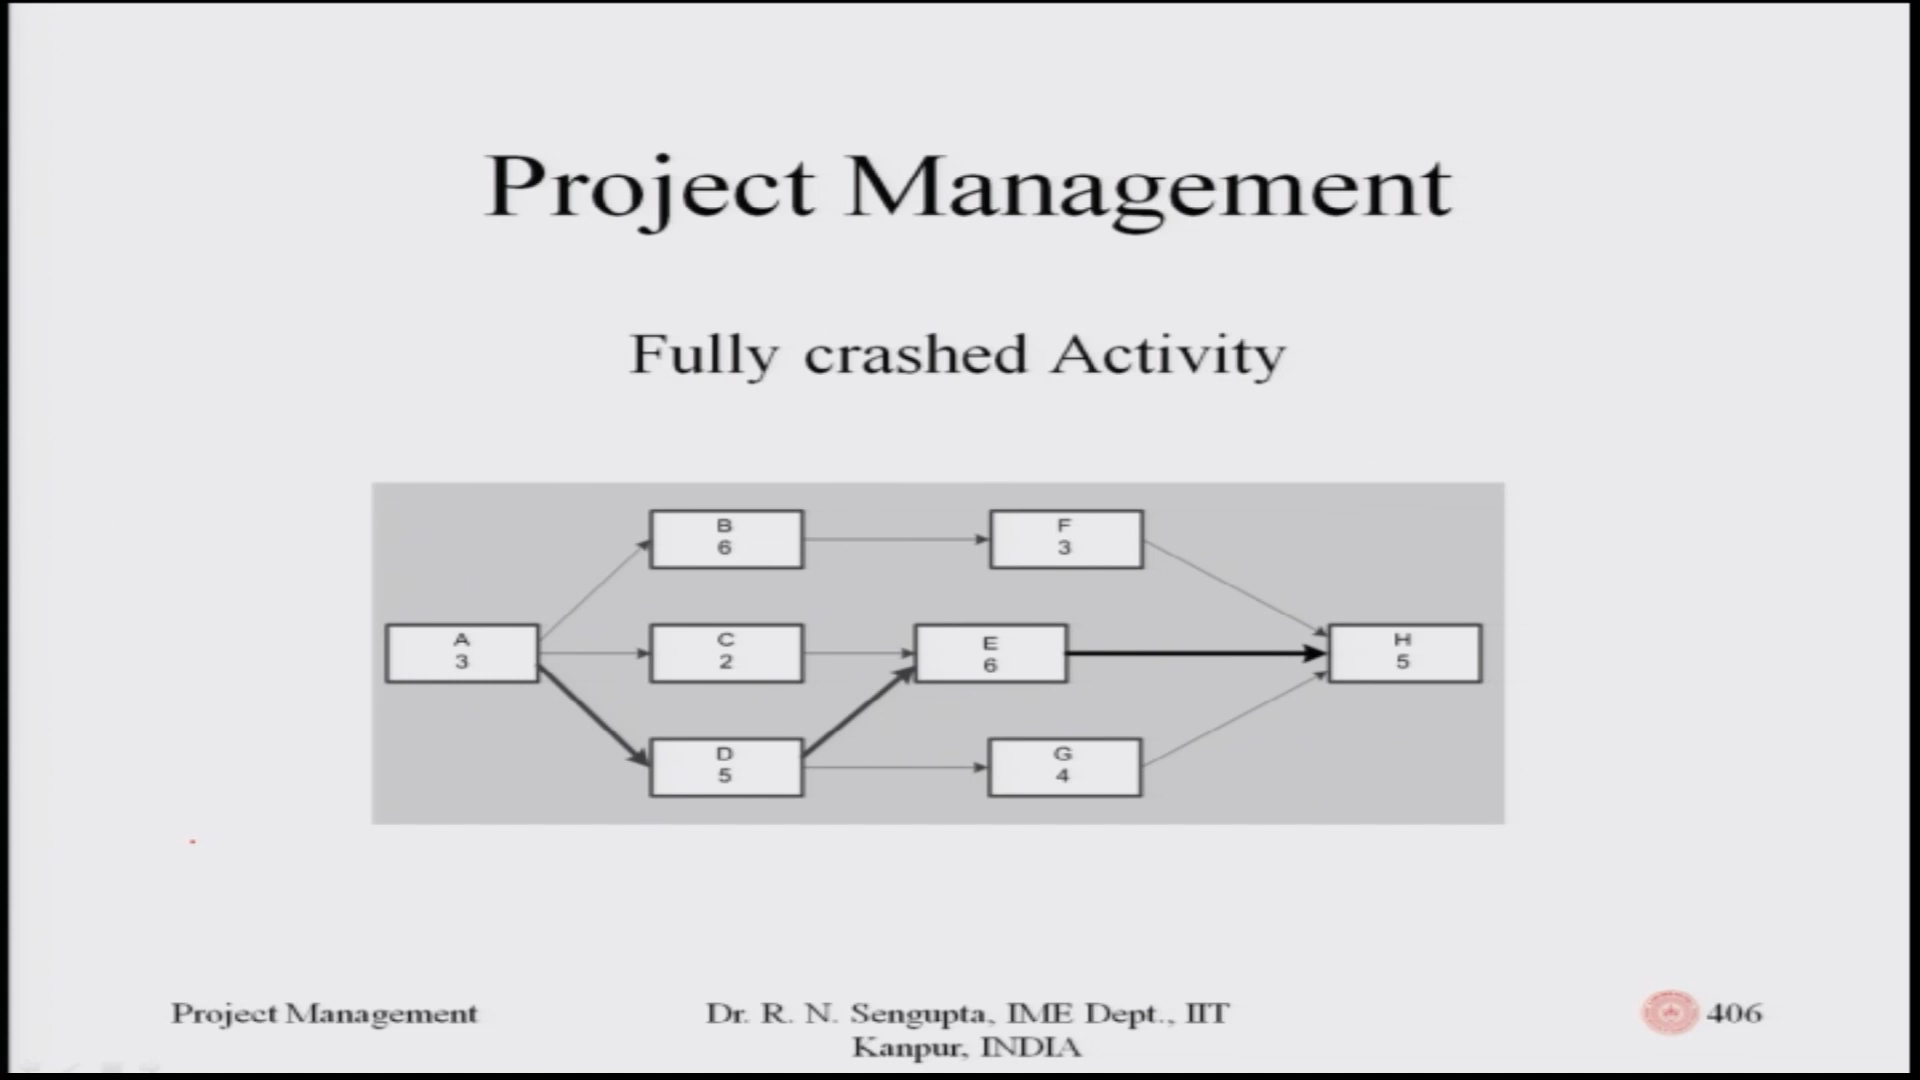 Project Management
Fully crashed Activity
B
6
F
3
A
3
C
2
E
6
H
5
D
5
G
4
Project Management
Dr. R. N. Sengupta, IME Dept., IIT
Kanpur, INDIA
406